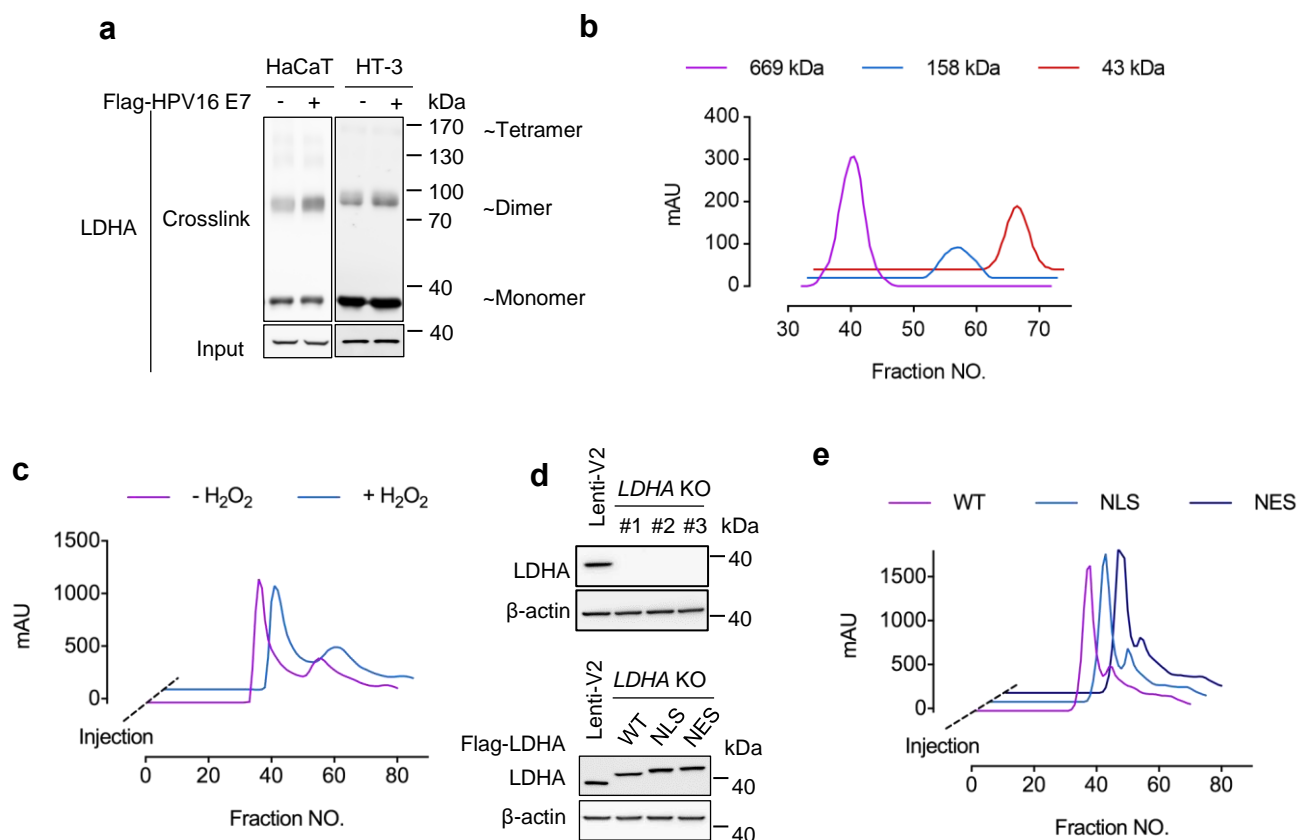 a
HaCaT HT-3
Flag-HPV16 E7 - + - + kDa
170 ~Tetramer
130
100
70 ~Dimer
LDHA Crosslink
40 ~Monomer
Input 40
b
669 kDa 158 kDa 43 kDa
400
300
200
100
0
mAU
30 40 50 60 70
Fraction NO.
c
- H₂O₂ + H₂O₂
1500
1000
500
0
mAU
Injection
0 20 40 60 80
Fraction NO.
d
Lenti-V2 LDHA KO
#1 #2 #3 kDa
LDHA 40
β-actin 40
Lenti-V2 LDHA KO
Flag-LDHA WT NLS NES kDa
LDHA 40
β-actin 40
e
WT NLS NES
1500
1000
500
0
mAU
Injection
0 20 40 60 80
Fraction NO.